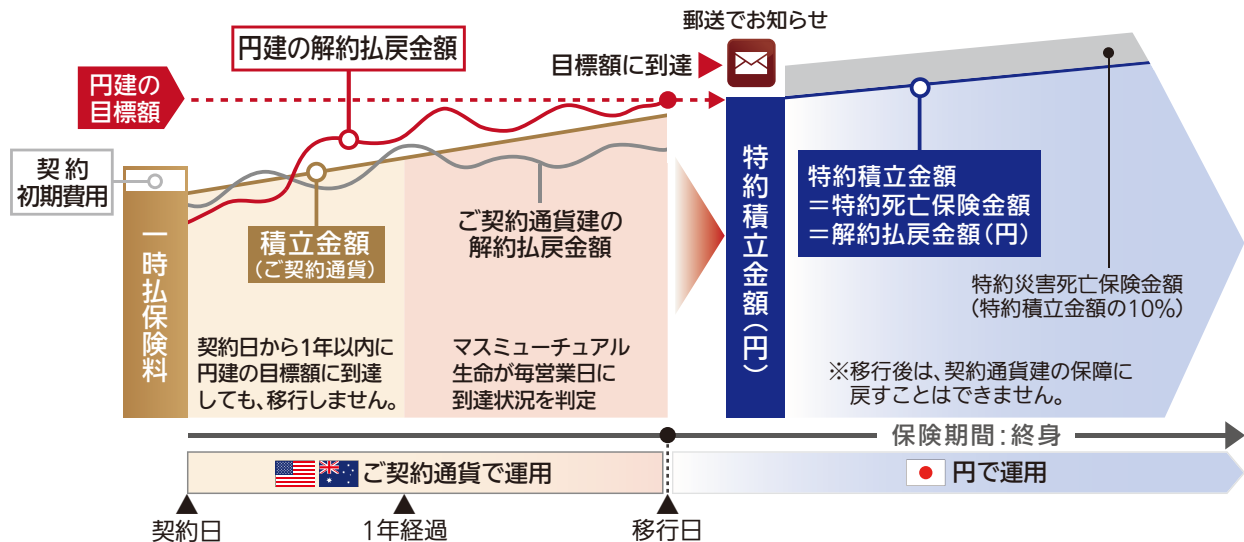 郵送でお知らせ
円建の解約払戻金額
目標額に到達
円建の
目標額
契約
初期費用
一時払保険料
積立金額
(ご契約通貨)
ご契約通貨建の
解約払戻金額
契約日から1年以内に
円建の目標額に到達
しても、移行しません。
マスミューチュアル
生命が毎営業日に
到達状況を判定
特約積立金額(円)
特約積立金額
=特約死亡保険金額
=解約払戻金額(円)
特約災害死亡保険金額
(特約積立金額の10%)
※移行後は、契約通貨建の保障に
戻すことはできません。
保険期間:終身
ご契約通貨で運用
円で運用
契約日
1年経過
移行日